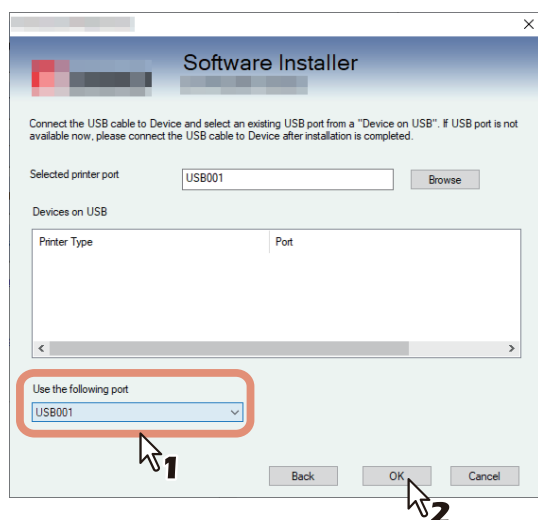 Software Installer
Connect the USB cable to Device and select an existing USB port from a "Device on USB". If USB port is not
available now, please connect the USB cable to Device after installation is completed.
Selected printer port USB001 Browse
Devices on USB
Printer Type Port
Use the following port
USB001
1
Back OK Cancel
2